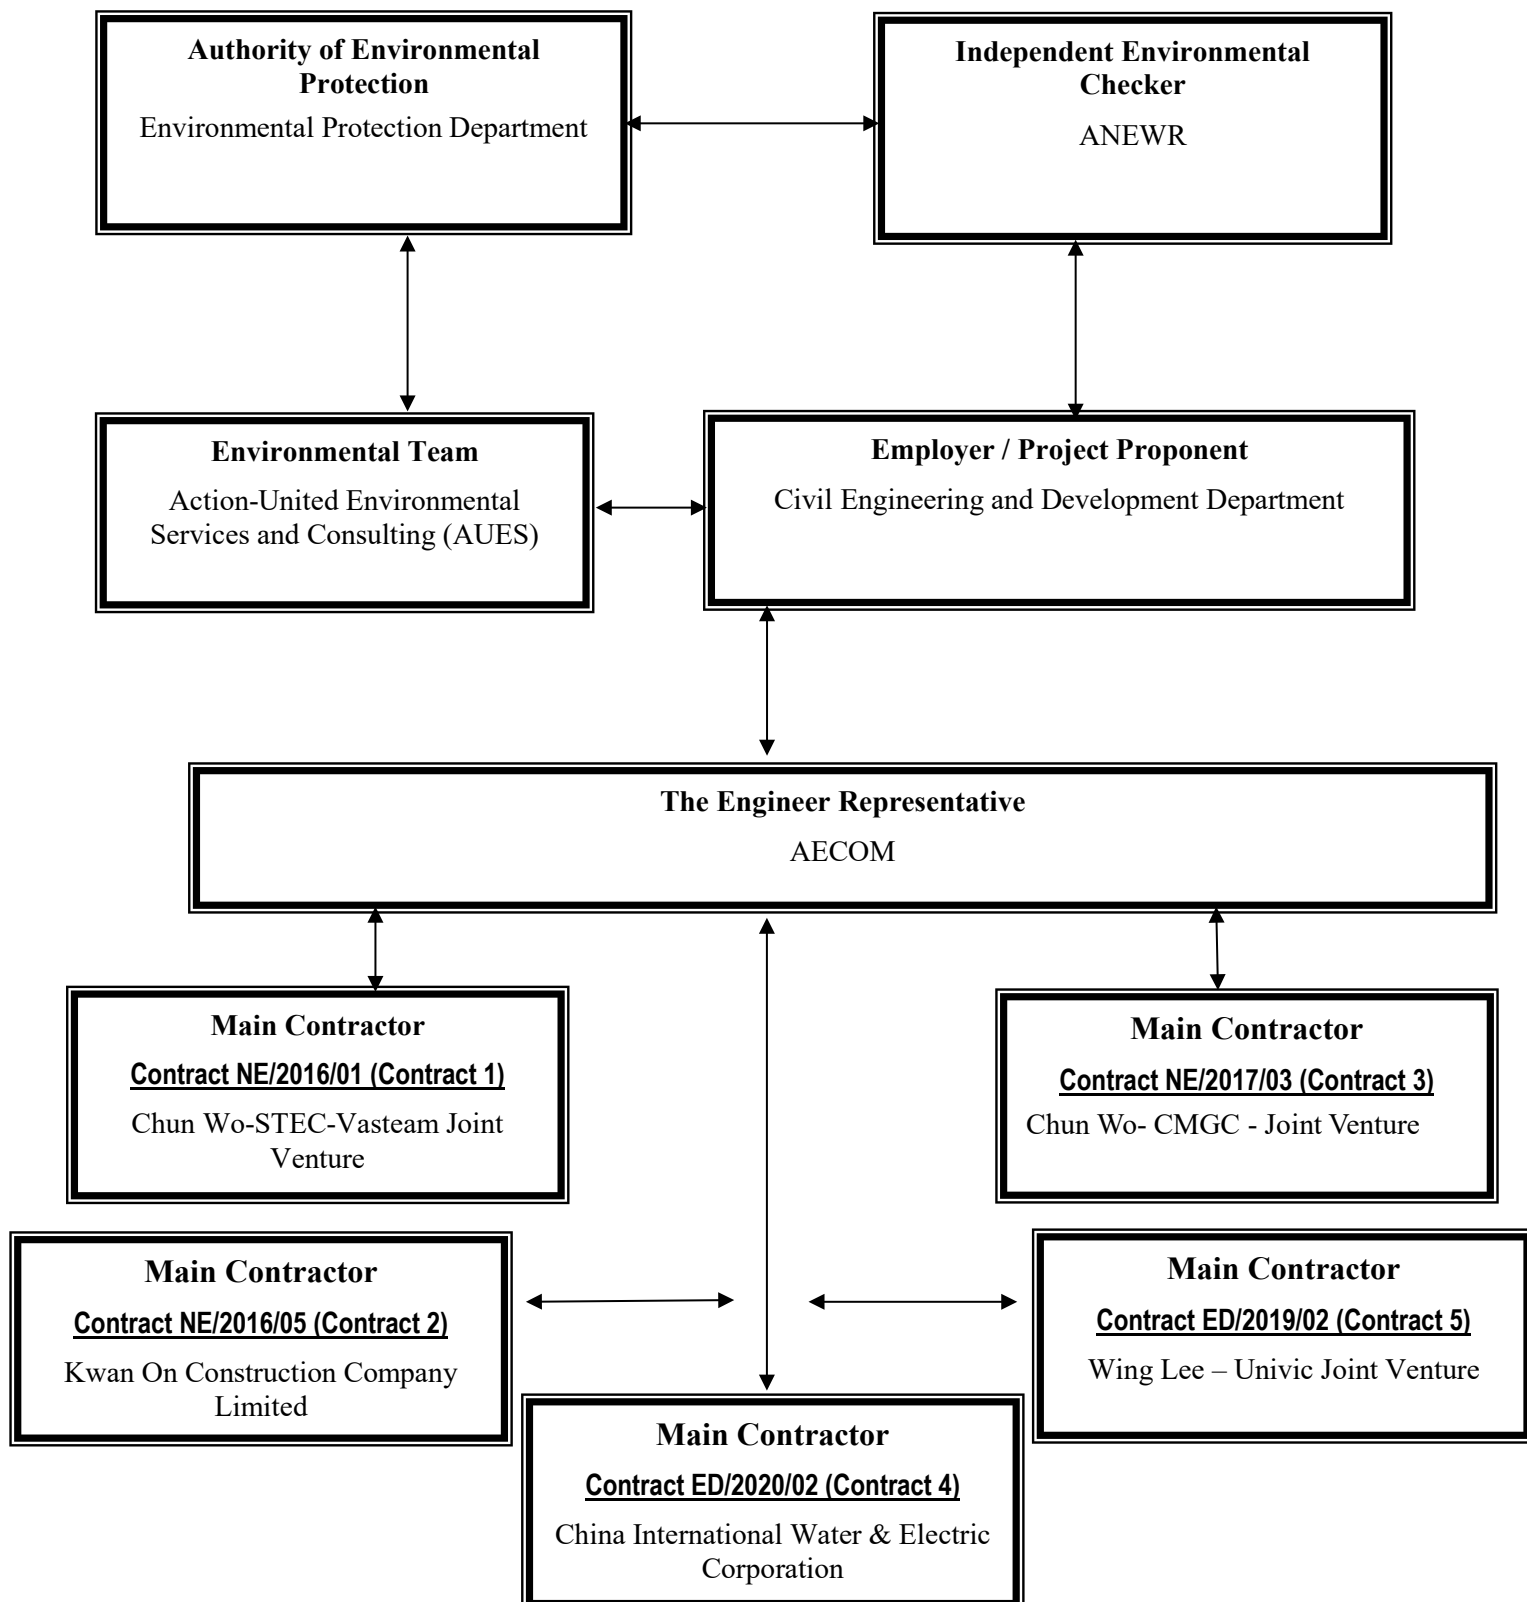 Authority of Environmental
Protection
Environmental Protection Department
Independent Environmental
Checker
ANEWR
Environmental Team
Action-United Environmental
Services and Consulting (AUES)
Employer / Project Proponent
Civil Engineering and Development Department
The Engineer Representative
AECOM
Main Contractor
Contract NE/2016/01 (Contract 1)
Chun Wo-STEC-Vasteam Joint
Venture
Main Contractor
Contract NE/2017/03 (Contract 3)
Chun Wo- CMGC - Joint Venture
Main Contractor
Contract NE/2016/05 (Contract 2)
Kwan On Construction Company
Limited
Main Contractor
Contract ED/2019/02 (Contract 5)
Wing Lee – Univic Joint Venture
Main Contractor
Contract ED/2020/02 (Contract 4)
China International Water & Electric
Corporation